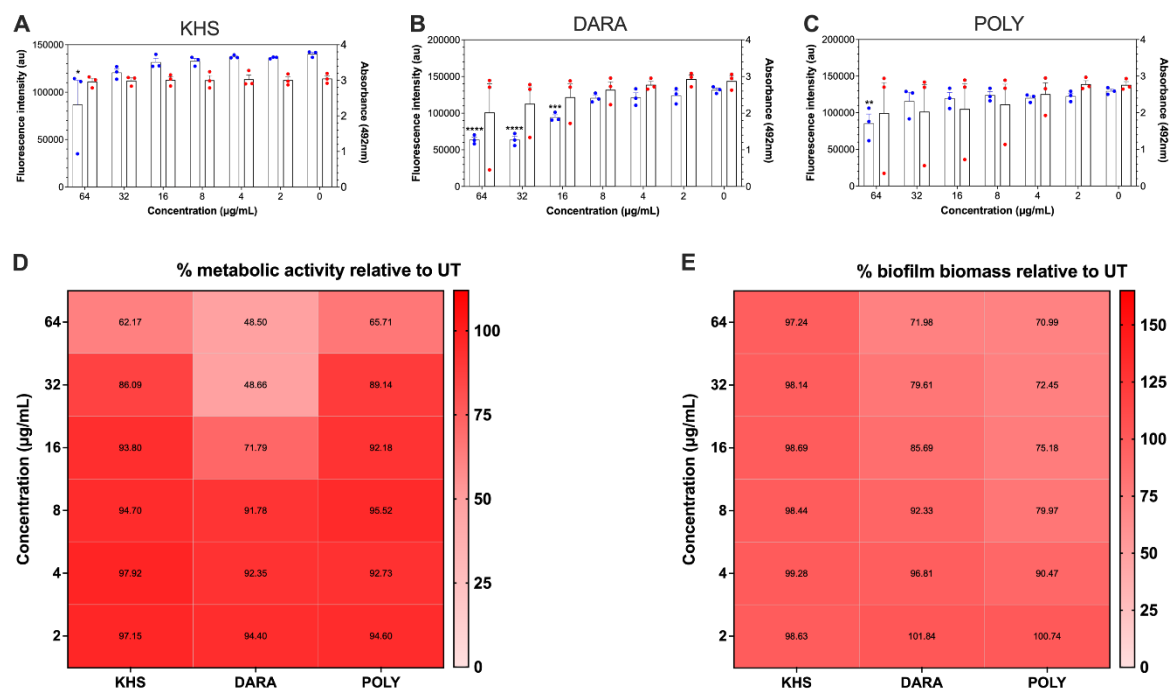 A
KHS
Fluorescence intensity (au)
150000
100000
50000
0
*
4
3
2
1
0
Absorbance (492nm)
64 32 16 8 4 2 0
Concentration (µg/mL)
B
DARA
Fluorescence intensity (au)
200000
150000
100000
50000
0
**** **** ***
4
3
2
1
0
Absorbance (492nm)
64 32 16 8 4 2 0
Concentration (µg/mL)
C
POLY
Fluorescence intensity (au)
200000
150000
100000
50000
0
**
4
3
2
1
0
Absorbance (492nm)
64 32 16 8 4 2 0
Concentration (µg/mL)
D
% metabolic activity relative to UT
Concentration (µg/mL)
64 62.17 48.50 65.71
32 86.09 48.66 89.14
16 93.80 71.79 92.18
8 94.70 91.78 95.52
4 97.92 92.35 92.73
2 97.15 94.40 94.60
KHS DARA POLY
100
75
50
25
0
E
% biofilm biomass relative to UT
Concentration (µg/mL)
64 97.24 71.98 70.99
32 98.14 79.61 72.45
16 98.69 85.69 75.18
8 98.44 92.33 79.97
4 99.28 96.81 90.47
2 98.63 101.84 100.74
KHS DARA POLY
150
125
100
75
50
25
0